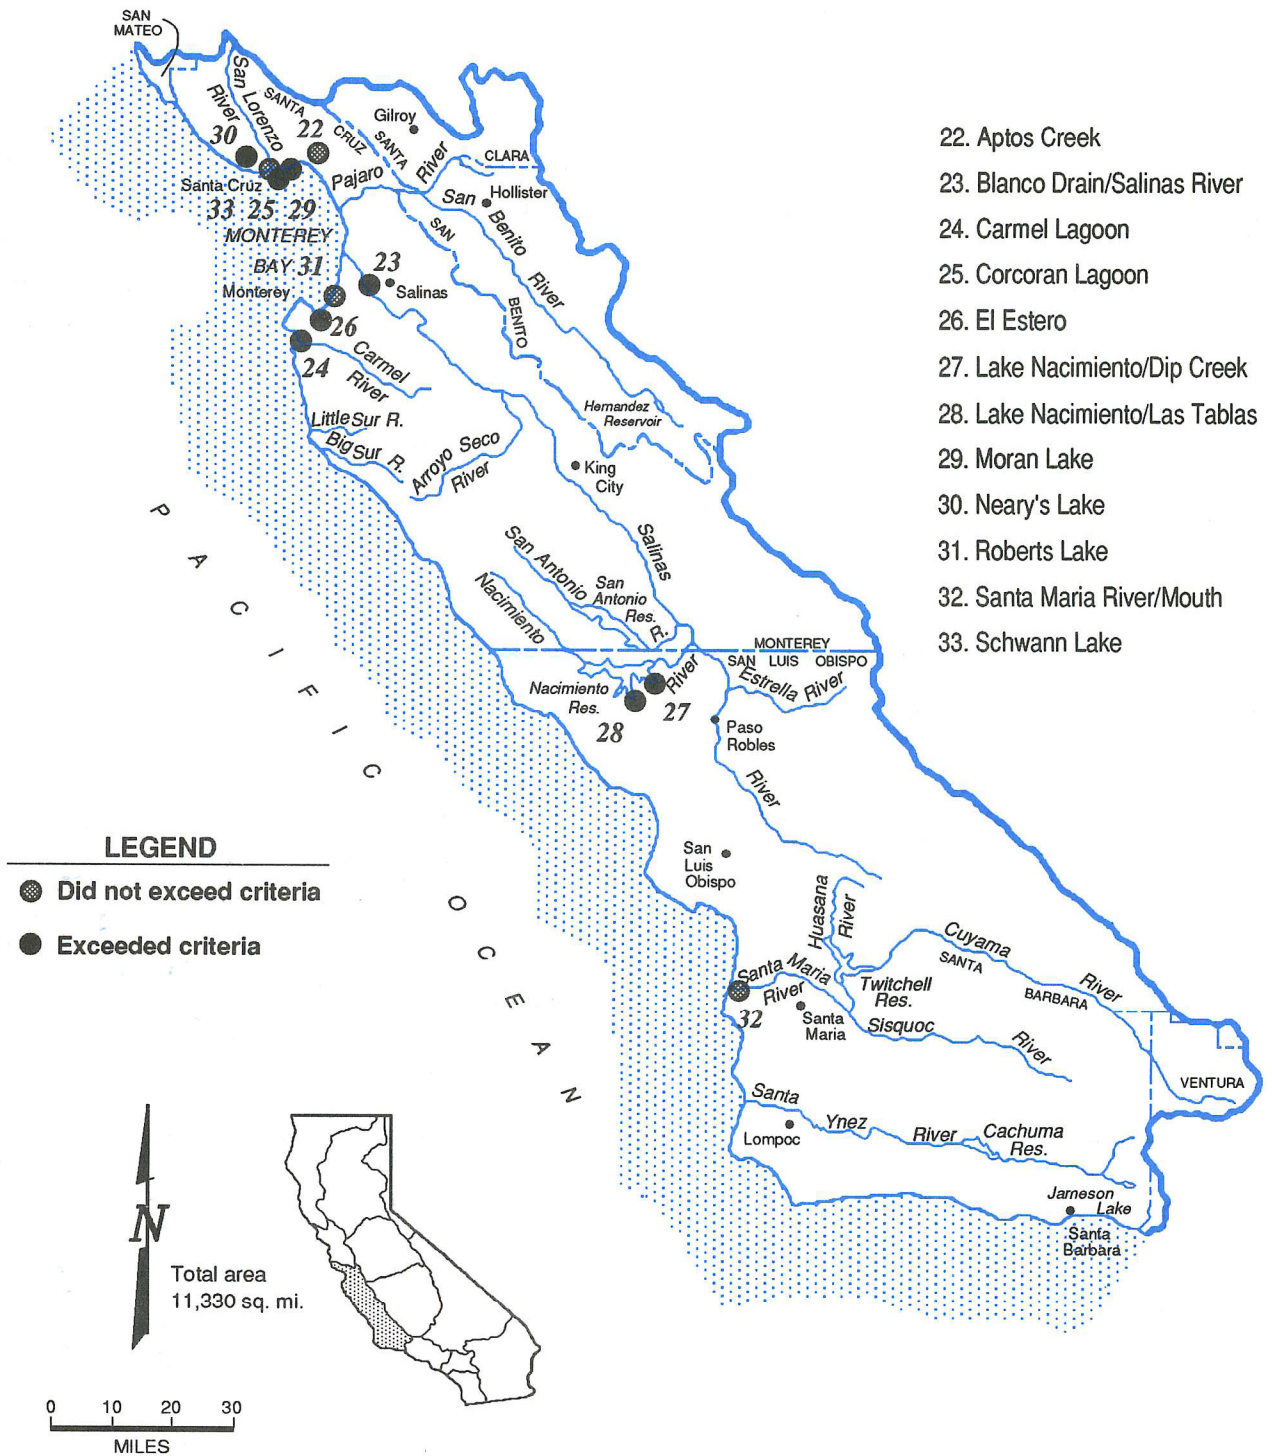 SAN
MATEO
San Lorenzo
River
SANTA
CRUZ
Gilroy
SANTA
CLARA
River
Pajaro
30
22
Santa Cruz
33 25 29
MONTEREY
BAY
31
23
Monterey
Salinas
26
24
Hollister
San
Benito
River
SAN
BENITO
Carmel
River
Little Sur R.
Big Sur R.
Arroyo Seco
River
Hernandez
Reservoir
King
City
Salinas
San Antonio
San
Antonio
Res.
R.
Nacimiento
MONTEREY
SAN LUIS OBISPO
River
Estrella River
Nacimiento
Res.
28
27
Paso
Robles
River
San
Luis
Obispo
Huasana
River
Cuyama
River
SANTA
BARBARA
Santa Maria
River
32
Twitchell
Res.
Santa
Maria
Sisquoc
River
VENTURA
Santa
Ynez
River
Cachuma
Res.
Lompoc
Jameson
Lake
Santa
Barbara
PACIFIC OCEAN
22. Aptos Creek
23. Blanco Drain/Salinas River
24. Carmel Lagoon
25. Corcoran Lagoon
26. El Estero
27. Lake Nacimiento/Dip Creek
28. Lake Nacimiento/Las Tablas
29. Moran Lake
30. Neary's Lake
31. Roberts Lake
32. Santa Maria River/Mouth
33. Schwann Lake
LEGEND
Did not exceed criteria
Exceeded criteria
N
Total area
11,330 sq. mi.
0 10 20 30
MILES